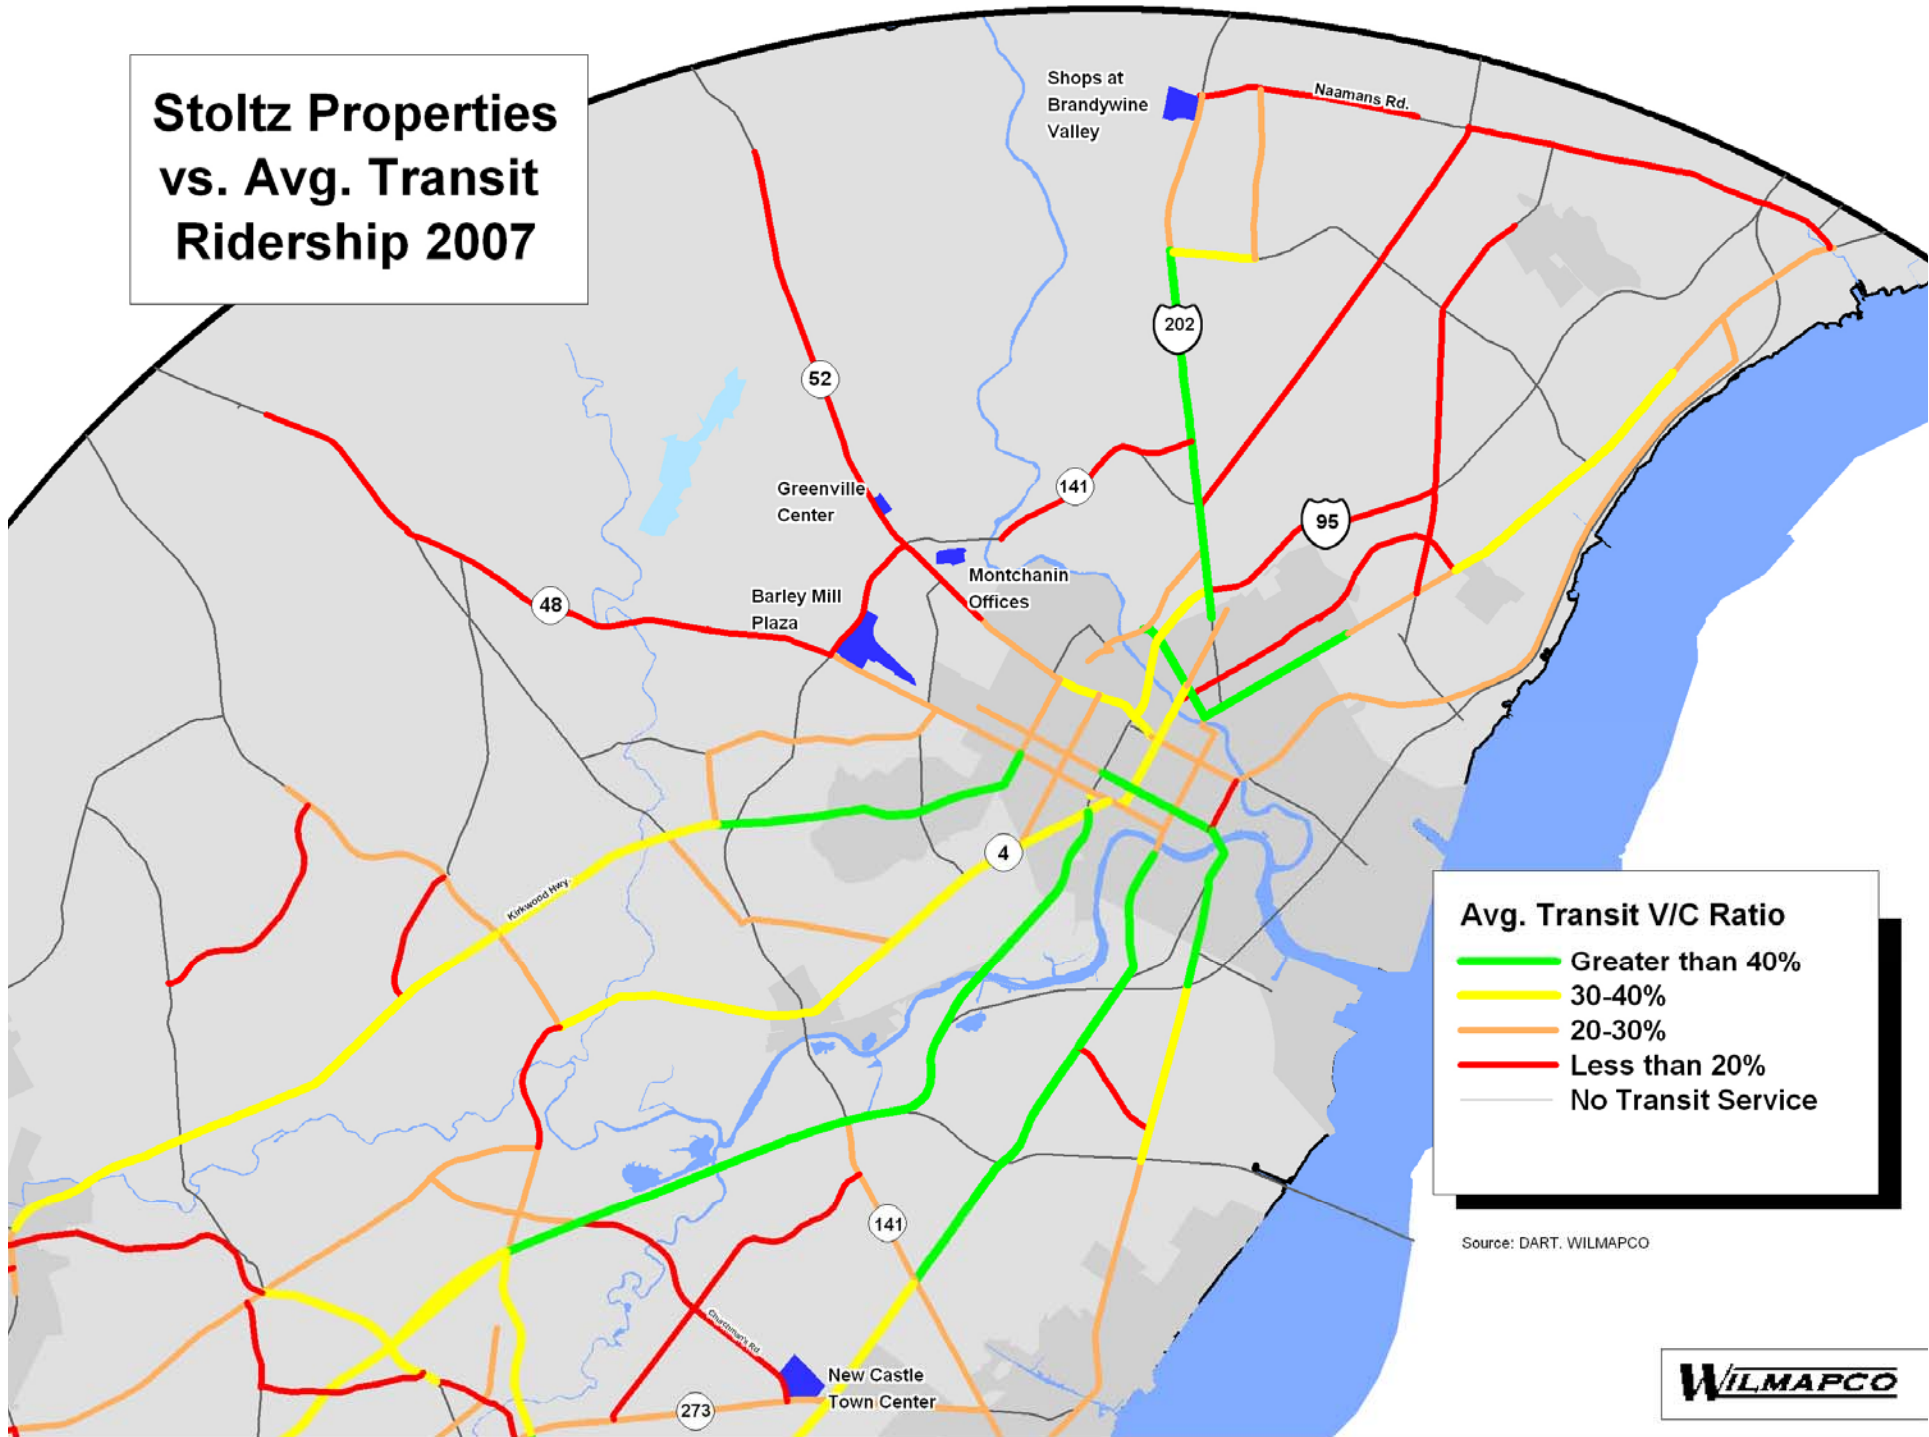 Stoltz Properties
vs. Avg. Transit
Ridership 2007
Shops at
Brandywine
Valley
Naamans Rd.
202
52
141
Greenville
Center
95
Montchanin
Offices
Barley Mill
Plaza
48
4
Kirkwood Hwy.
Avg. Transit V/C Ratio
Greater than 40%
30-40%
20-30%
Less than 20%
No Transit Service
Source: DART. WILMAPCO
141
Churchman's Rd.
New Castle
Town Center
273
WILMAPCO